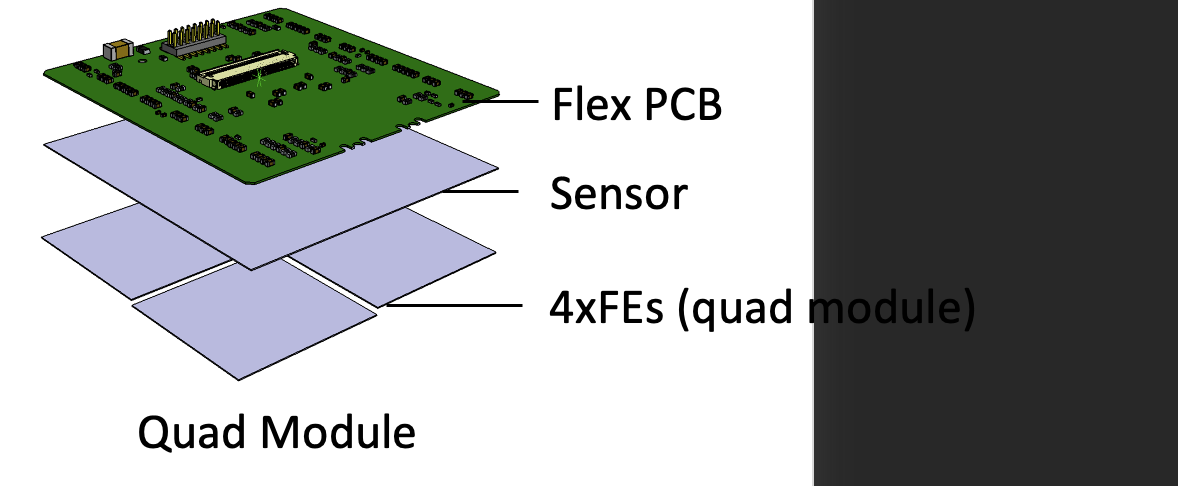 Flex PCB
Sensor
4xFEs (quad module)
Quad Module